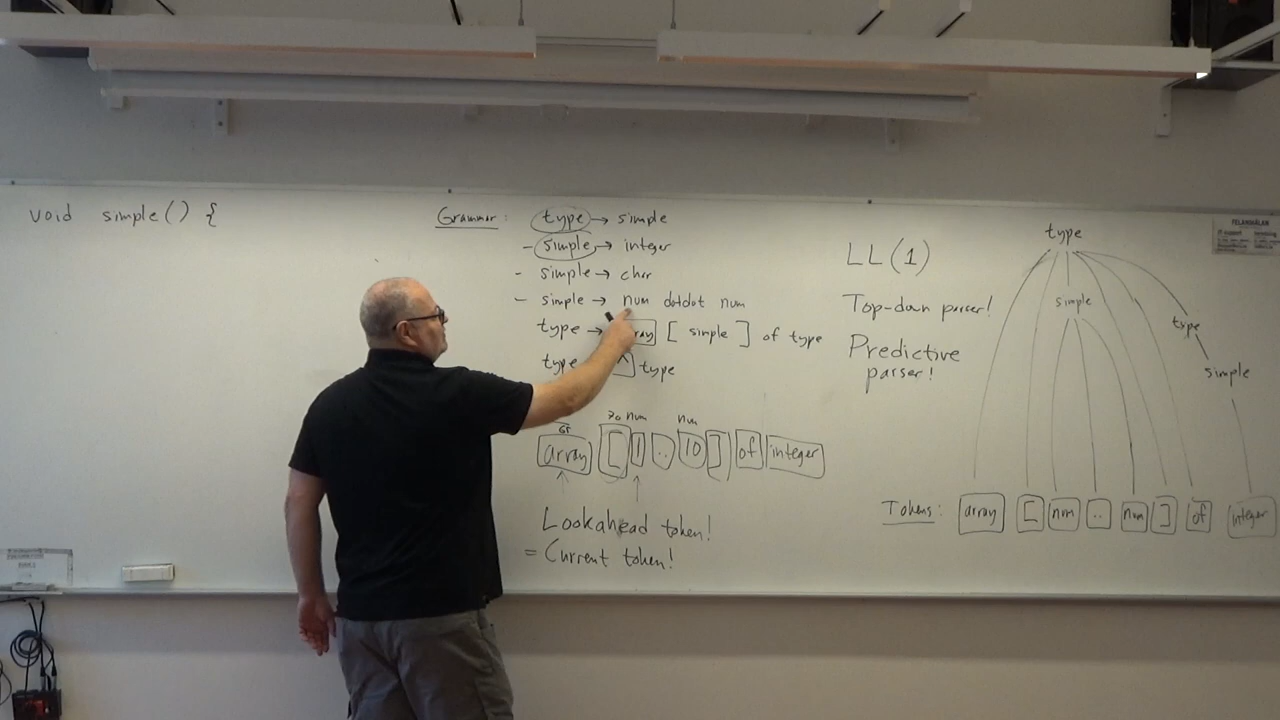 void simple() {
Grammar: type → simple
- simple → integer
- simple → char
- simple → num dotdot num
type → [ simple ] of type
type type
num num
array [ 1 .. 10 ] of integer
Lookahead token!
= Current token!
LL(1)
Top-down parser!
Predictive
parser!
type
simple
type
simple
Tokens: array [ num .. num ] of integer